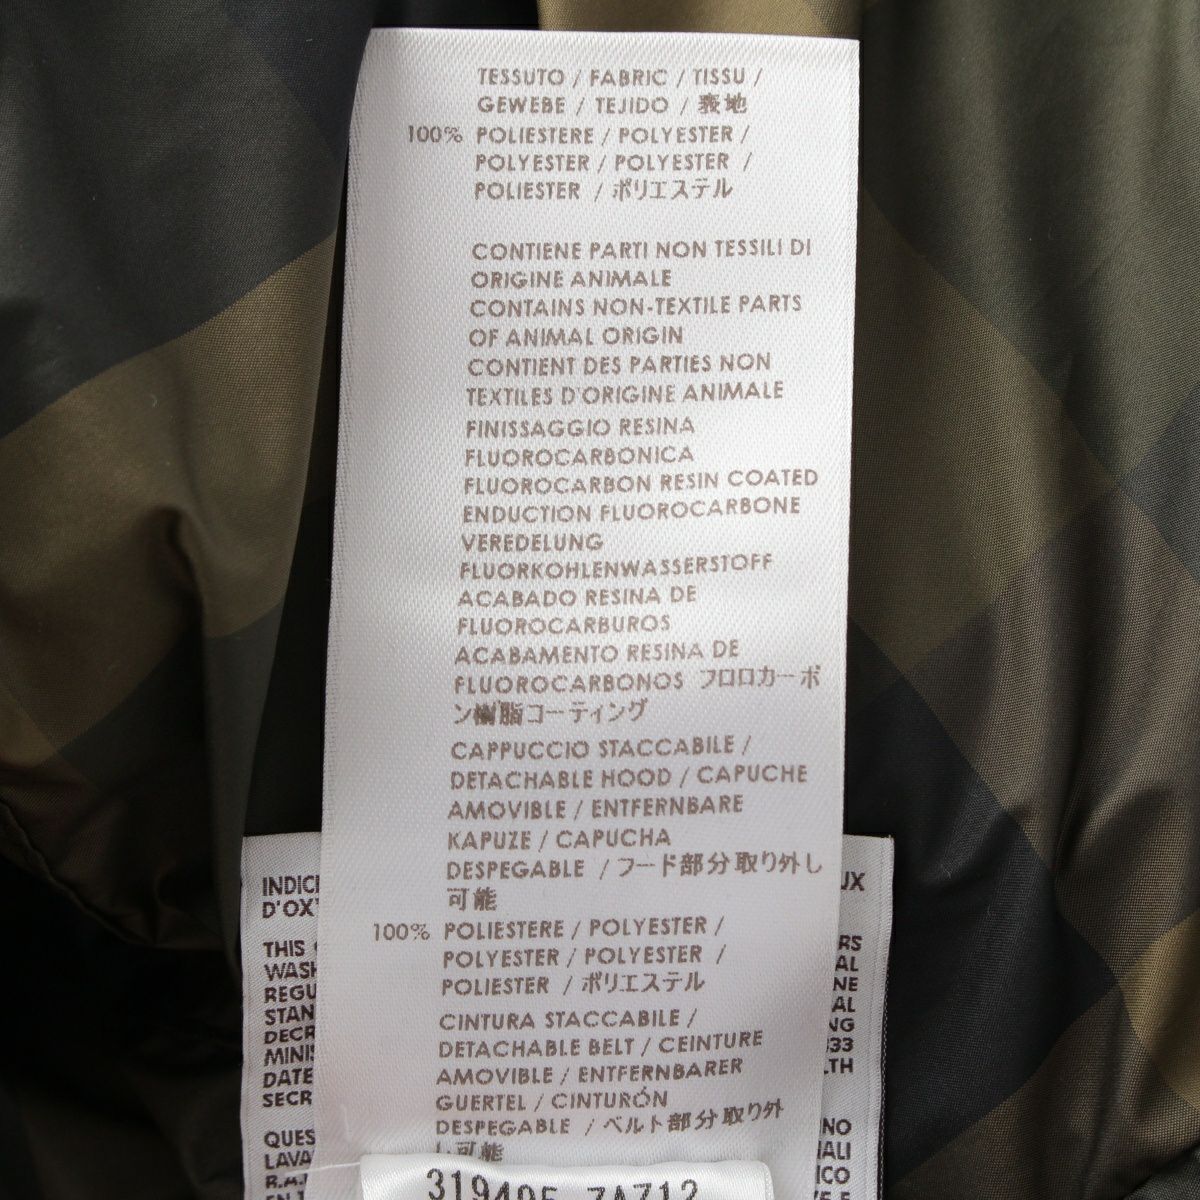 TESSUTO / FABRIC / TISSU /
GEWEBE / TEJIDO / 表地
100% POLIESTERE / POLYESTER /
POLYESTER / POLYESTER /
POLIESTER / ポリエステル
CONTIENE PARTI NON TESSILI DI
ORIGINE ANIMALE
CONTAINS NON-TEXTILE PARTS
OF ANIMAL ORIGIN
CONTIENT DES PARTIES NON
TEXTILES D'ORIGINE ANIMALE
FINISSAGGIO RESINA
FLUOROCARBONICA
FLUOROCARBON RESIN COATED
ENDUCTION FLUOROCARBONE
VEREDELUNG
FLUORKOHLENWASSERSTOFF
ACABADO RESINA DE
FLUOROCARBUROS
ACABAMENTO RESINA DE
FLUOROCARBONOS フロロカーボ
ン樹脂コーティング
CAPPUCCIO STACCABILE /
DETACHABLE HOOD / CAPUCHE
AMOVIBLE / ENTFERNBARE
KAPUZE / CAPUCHA
DESPEGABLE / フード部分取り外し
可能
100% POLIESTERE / POLYESTER /
POLYESTER / POLYESTER /
POLIESTER / ポリエステル
CINTURA STACCABILE /
DETACHABLE BELT / CEINTURE
AMOVIBLE / ENTFERNBARER
GUERTEL / CINTURÓN
DESPEGABLE / ベルト部分取り外
し可能
THIS